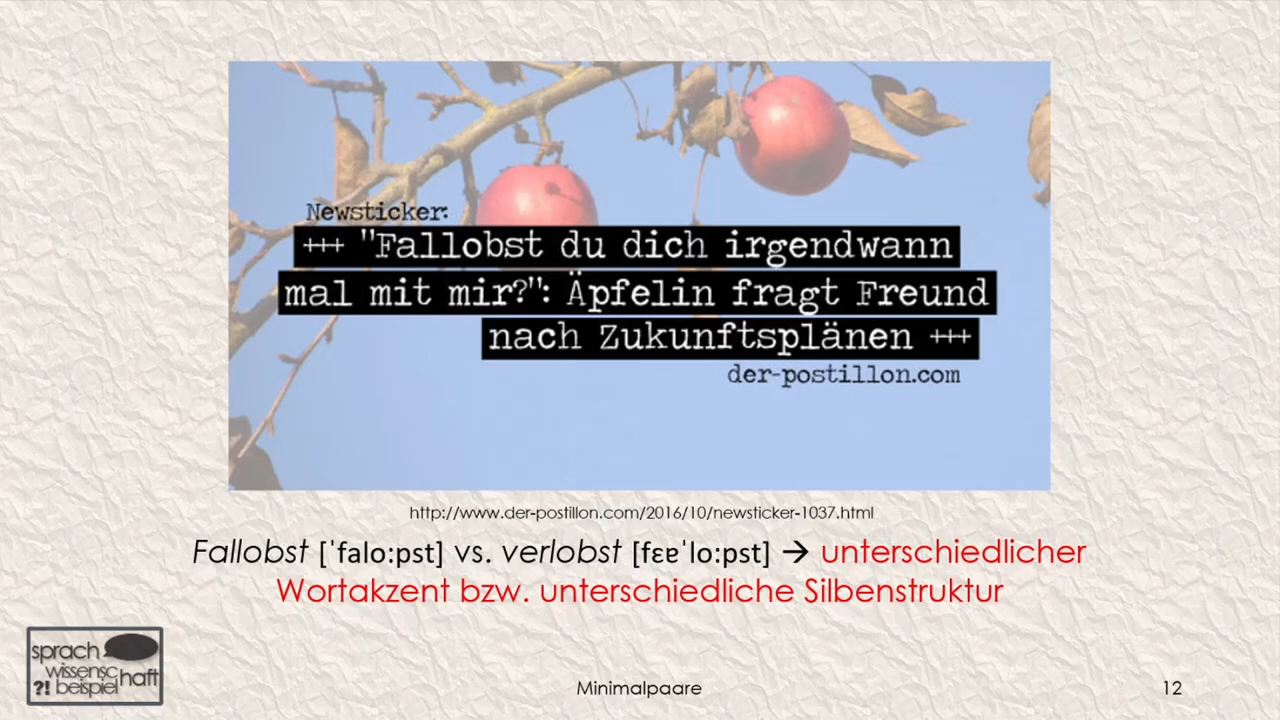 Newsticker:
+++ "Fallobst du dich irgendwann
mal mit mir?": Äpfelin fragt Freund
nach Zukunftsplänen +++
der-postillon.com
http://www.der-postillon.com/2016/10/newsticker-1037.html
Fallobst [ˈfalo:pst] vs. verlobst [fɛɐˈlo:pst] → unterschiedlicher
Wortakzent bzw. unterschiedliche Silbenstruktur
sprach
wissensc
haft
?! beispiel
Minimalpaare
12